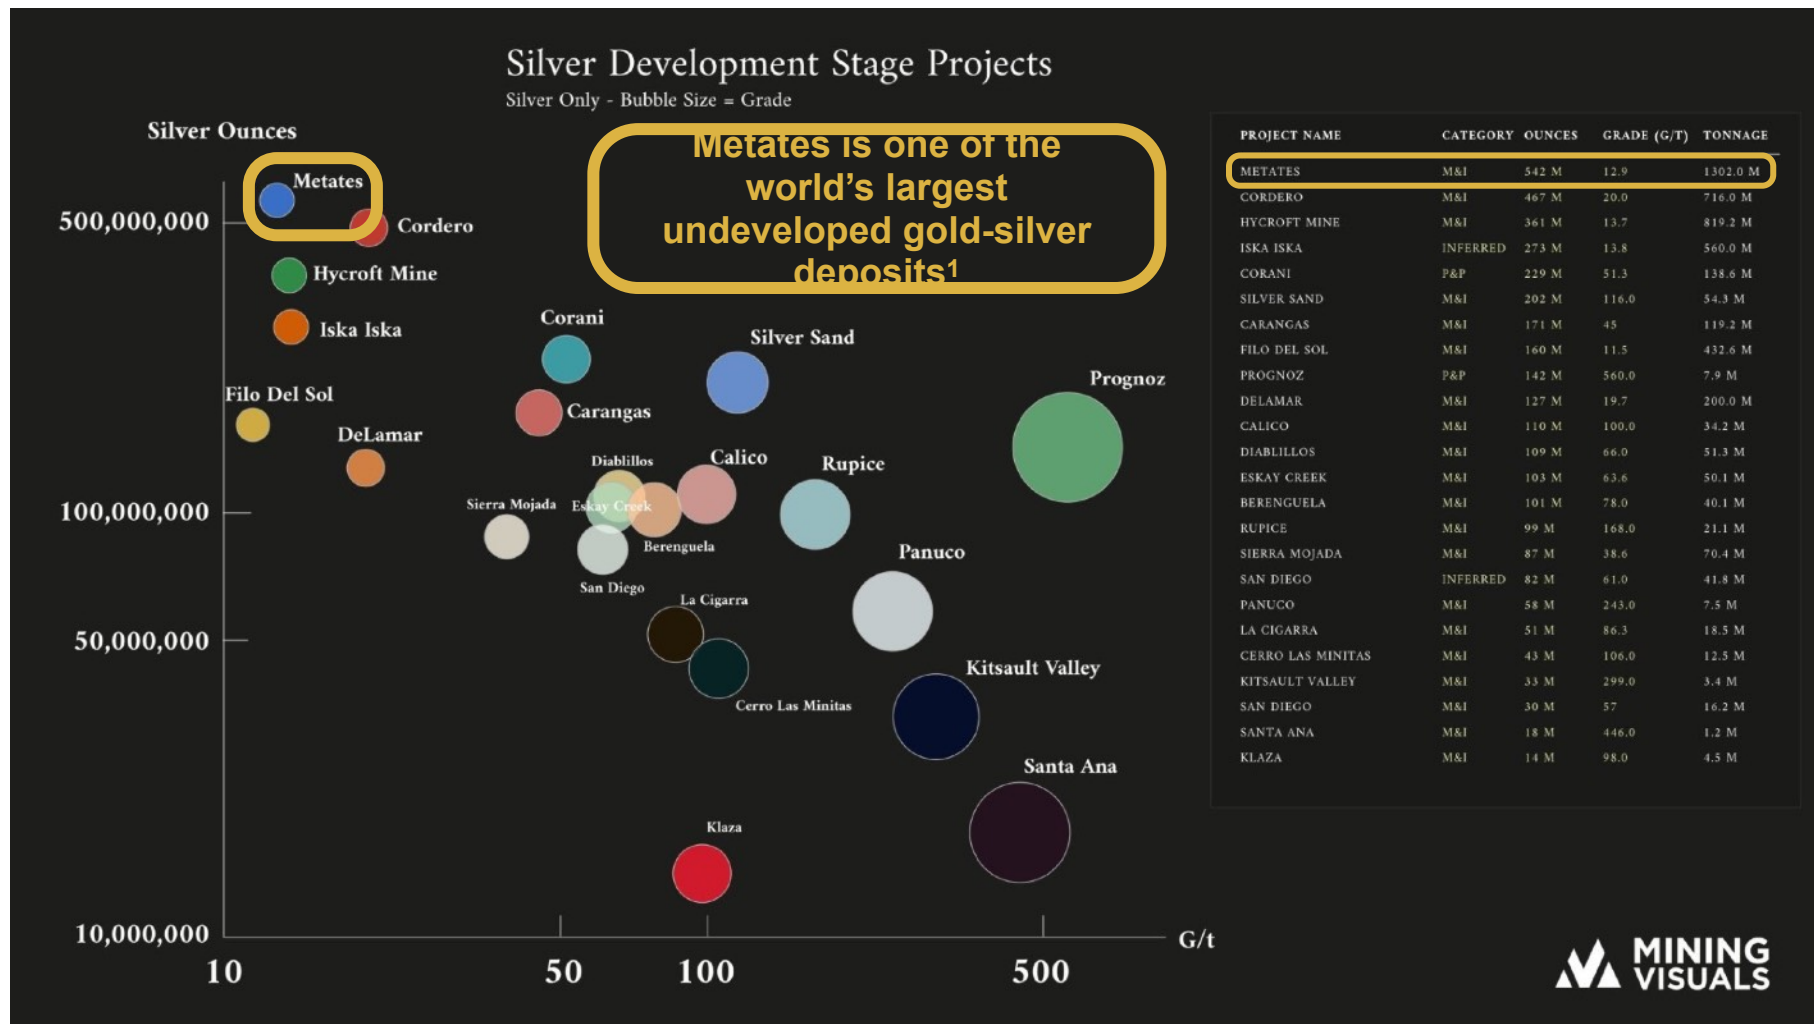 Silver Development Stage Projects
Silver Only - Bubble Size = Grade
Silver Ounces
Metates is one of the
world's largest
undeveloped gold-silver
deposits¹
Metates
500,000,000
Cordero
Hycroft Mine
Iska Iska
Corani
Silver Sand
Prognoz
Filo Del Sol
Carangas
DeLamar
Diablillos
Calico
Rupice
Sierra Mojada
Eskay Creek
100,000,000
Berenguela
Panuco
San Diego
La Cigarra
50,000,000
Kitsault Valley
Cerro Las Minitas
Santa Ana
Klaza
10,000,000
G/t
10 50 100 500
PROJECT NAME CATEGORY OUNCES GRADE (G/T) TONNAGE
METATES M&I 542 M 12.9 1302.0 M
CORDERO M&I 467 M 20.0 716.0 M
HYCROFT MINE M&I 361 M 13.7 819.2 M
ISKA ISKA INFERRED 273 M 13.8 560.0 M
CORANI P&P 229 M 51.3 138.6 M
SILVER SAND M&I 202 M 116.0 54.3 M
CARANGAS M&I 171 M 45 119.2 M
FILO DEL SOL M&I 160 M 11.5 432.6 M
PROGNOZ P&P 142 M 560.0 7.9 M
DELAMAR M&I 127 M 19.7 200.0 M
CALICO M&I 110 M 100.0 34.2 M
DIABLILLOS M&I 109 M 66.0 51.3 M
ESKAY CREEK M&I 103 M 63.6 50.1 M
BERENGUELA M&I 101 M 78.0 40.1 M
RUPICE M&I 99 M 168.0 21.1 M
SIERRA MOJADA M&I 87 M 38.6 70.4 M
SAN DIEGO INFERRED 82 M 61.0 41.8 M
PANUCO M&I 58 M 243.0 7.5 M
LA CIGARRA M&I 51 M 86.3 18.5 M
CERRO LAS MINITAS M&I 43 M 106.0 12.5 M
KITSAULT VALLEY M&I 33 M 299.0 3.4 M
SAN DIEGO M&I 30 M 57 16.2 M
SANTA ANA M&I 18 M 446.0 1.2 M
KLAZA M&I 14 M 98.0 4.5 M
MINING
VISUALS